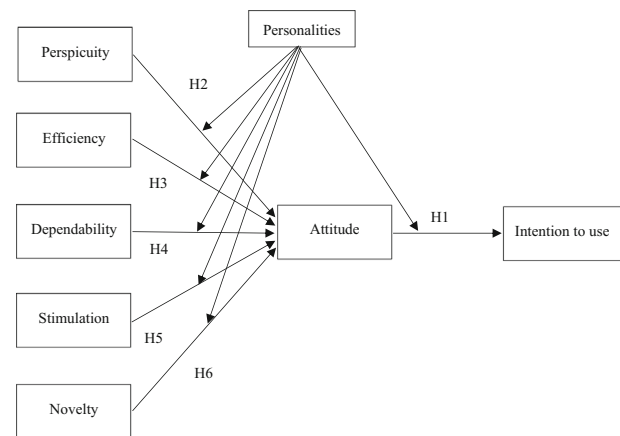 Personalities
Perspicuity
H2
Efficiency
H3
Dependability
H4
Attitude
H1
Intention to use
Stimulation
H5
H6
Novelty